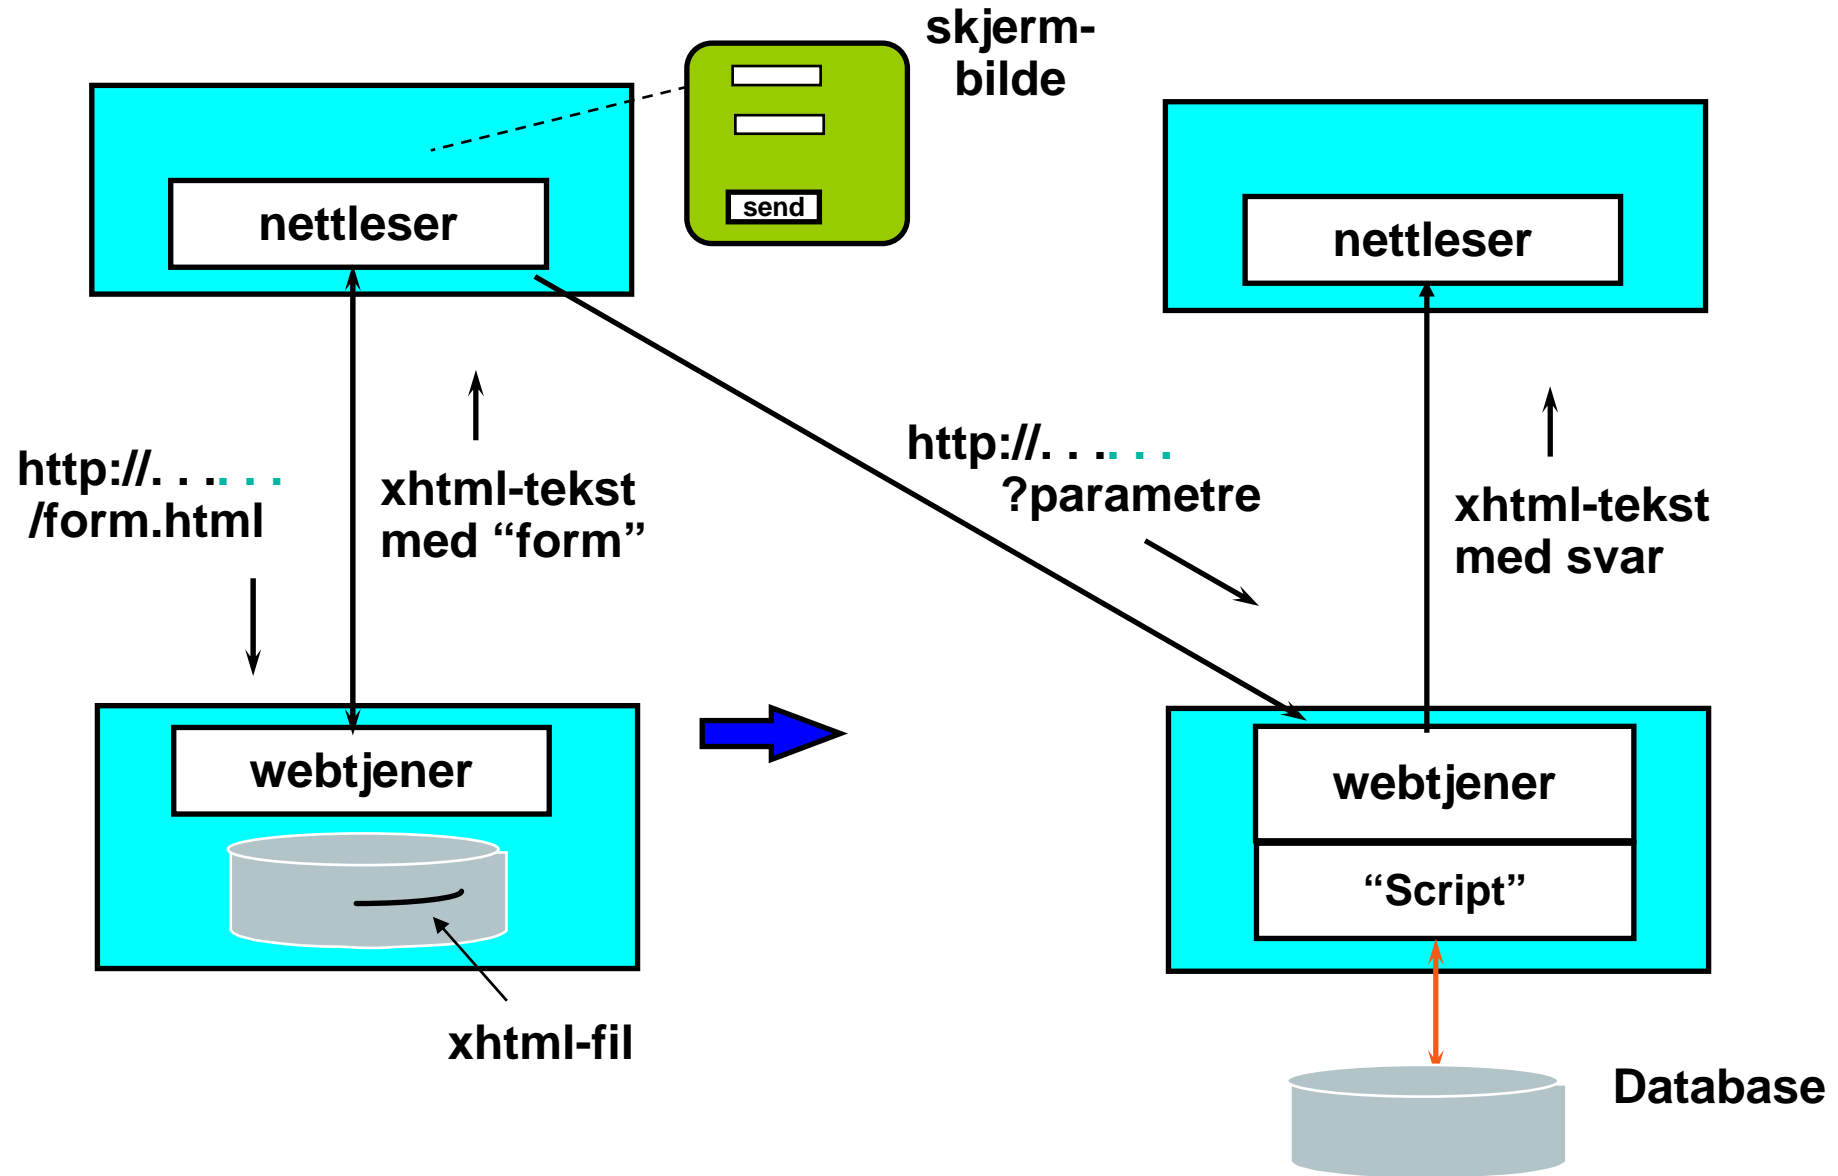 skjerm-
bilde
nettleser
send
nettleser
http://. . .. . .
/form.html
xhtml-tekst
med “form”
http://. . .. . .
?parametre
xhtml-tekst
med svar
webtjener
webtjener
“Script”
xhtml-fil
Database